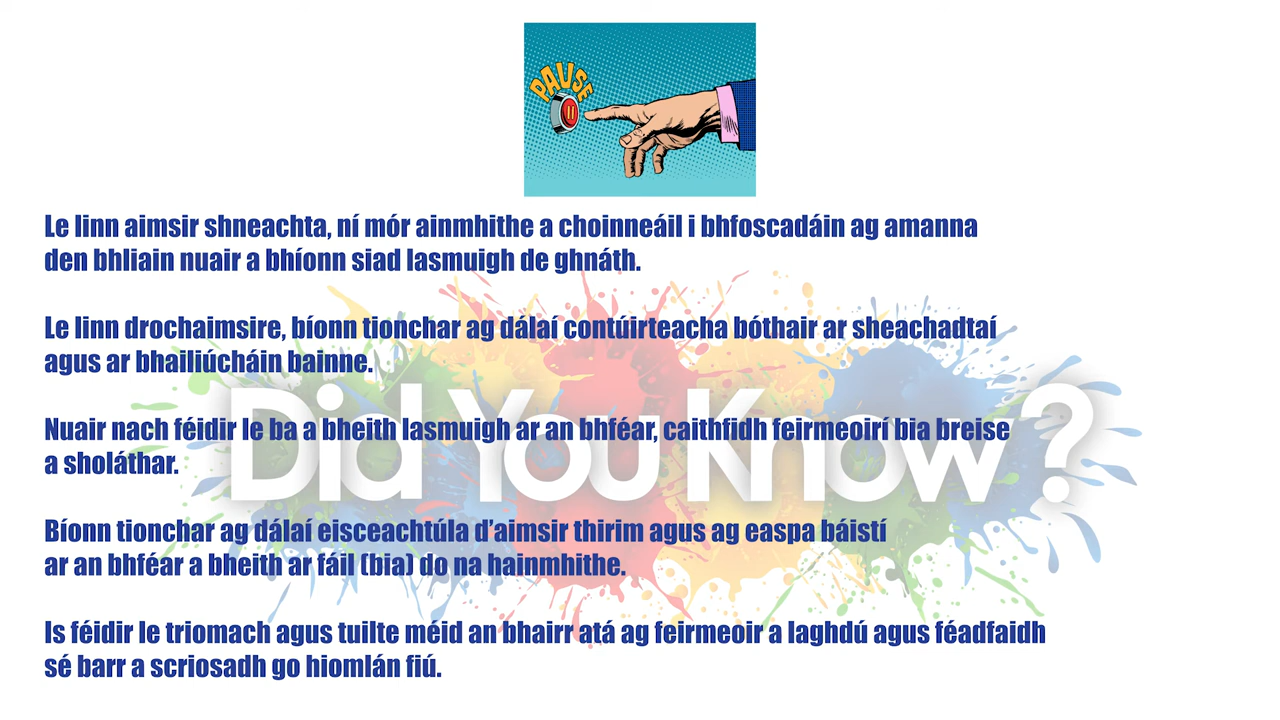 PAUSE
Le linn aimsir shneachta, ní mór ainmhithe a choinneáil i bhfoscadáin ag amanna
den bhliain nuair a bhíonn siad lasmuigh de ghnáth.
Le linn drochaimsire, bíonn tionchar ag dálaí contúirteacha bóthair ar sheachadtaí
agus ar bhailiúcháin bainne.
Nuair nach féidir le ba a bheith lasmuigh ar an bhféar, caithfidh feirmeoirí bia breise
a sholáthar.
Did You Know?
Bíonn tionchar ag dálaí eisceachtúla d’aimsir thirim agus ag easpa báistí
ar an bhféar a bheith ar fáil (bia) do na hainmhithe.
Is féidir le triomach agus tuilte méid an bhairr atá ag feirmeoir a laghdú agus féadfaidh
sé barr a scriosadh go hiomlán fiú.